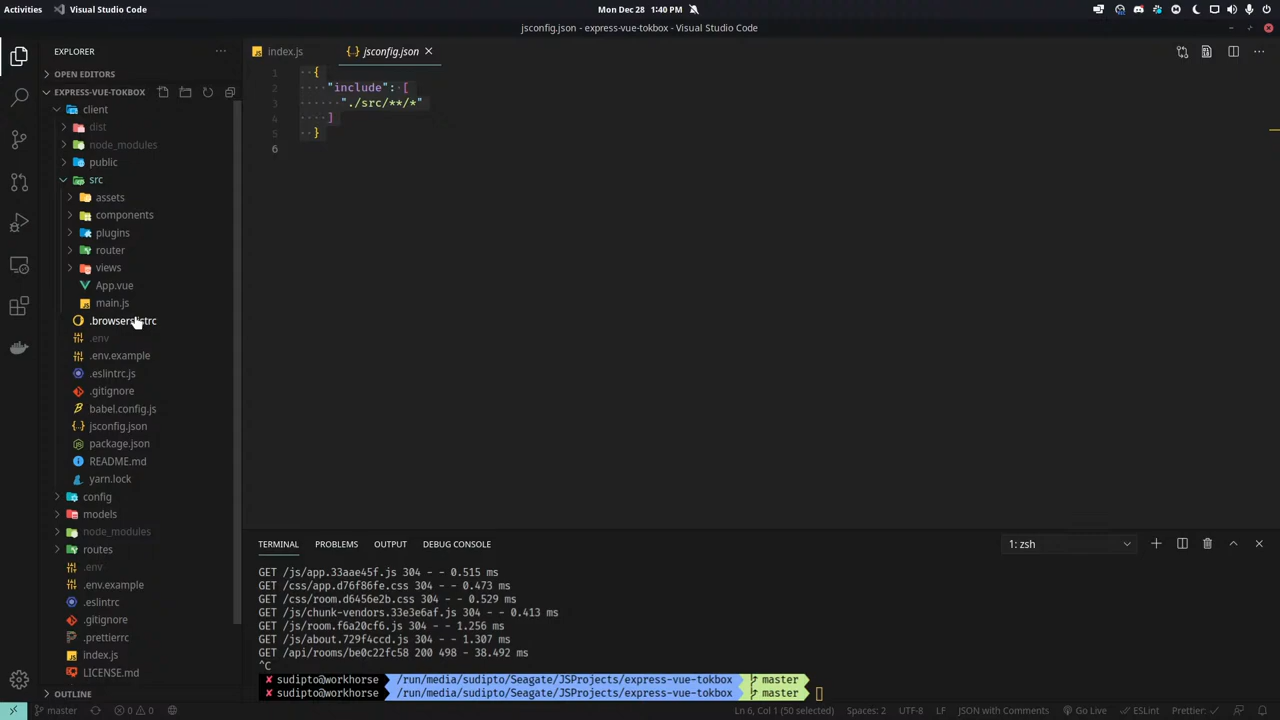 Activities
Visual Studio Code
Mon Dec 28 1:40 PM
jsconfig.json - express-vue-tokbox - Visual Studio Code
EXPLORER
OPEN EDITORS
EXPRESS-VUE-TOKBOX
client
dist
node_modules
public
src
assets
components
plugins
router
views
App.vue
main.js
.browserslistrc
.env
.env.example
.eslintrc.js
.gitignore
babel.config.js
jsconfig.json
package.json
README.md
yarn.lock
config
models
node_modules
routes
.env
.env.example
.eslintrc
.gitignore
.prettierrc
index.js
LICENSE.md
OUTLINE
index.js
jsconfig.json
1 {
2 "include": [
3 "./src/**/*"
4 ]
5 }
6
TERMINAL
PROBLEMS
OUTPUT
DEBUG CONSOLE
1: zsh
GET /js/app.33aae45f.js 304 - - 0.515 ms
GET /css/app.d76f86fe.css 304 - - 0.473 ms
GET /css/room.d6456e2b.css 304 - - 0.529 ms
GET /js/chunk-vendors.33e3e6af.js 304 - - 0.413 ms
GET /js/room.f6a20cf6.js 304 - - 1.256 ms
GET /js/about.729f4ccd.js 304 - - 1.307 ms
GET /api/rooms/be0c22fc58 200 498 - 38.492 ms
^C
✘ sudipto@workhorse /run/media/sudipto/Seagate/JSProjects/express-vue-tokbox master
✘ sudipto@workhorse /run/media/sudipto/Seagate/JSProjects/express-vue-tokbox master
master
0
0
Ln 6, Col 1 (50 selected)
Spaces: 2
UTF-8
LF
JSON with Comments
Go Live
ESLint
Prettier: ✓